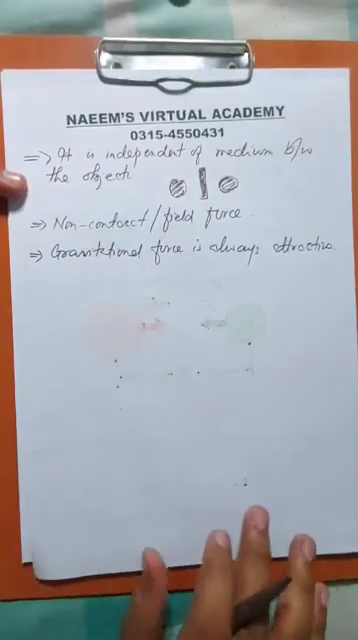 NAEEM'S VIRTUAL ACADEMY
0315-4550431
=> It is independent of medium b/w
the object
=> Non-contact/field force.
=> Gravitational force is always attractive.